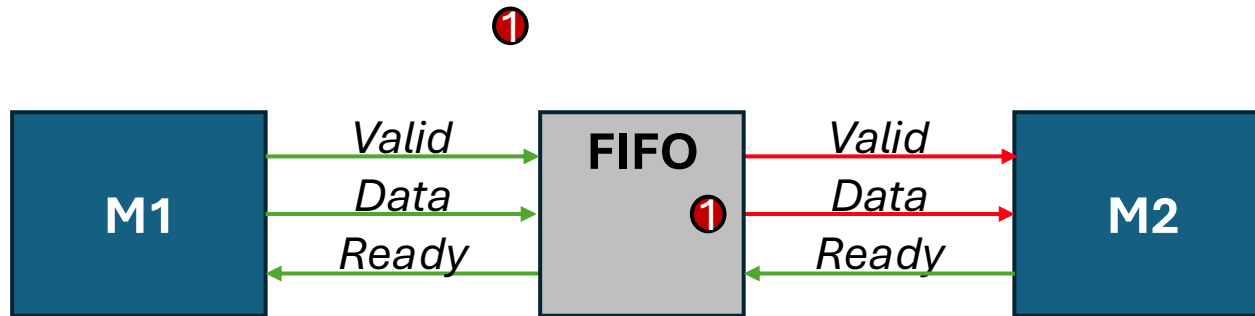 1
Valid
Valid
FIFO
Data
Data
M1
1
M2
Ready
Ready